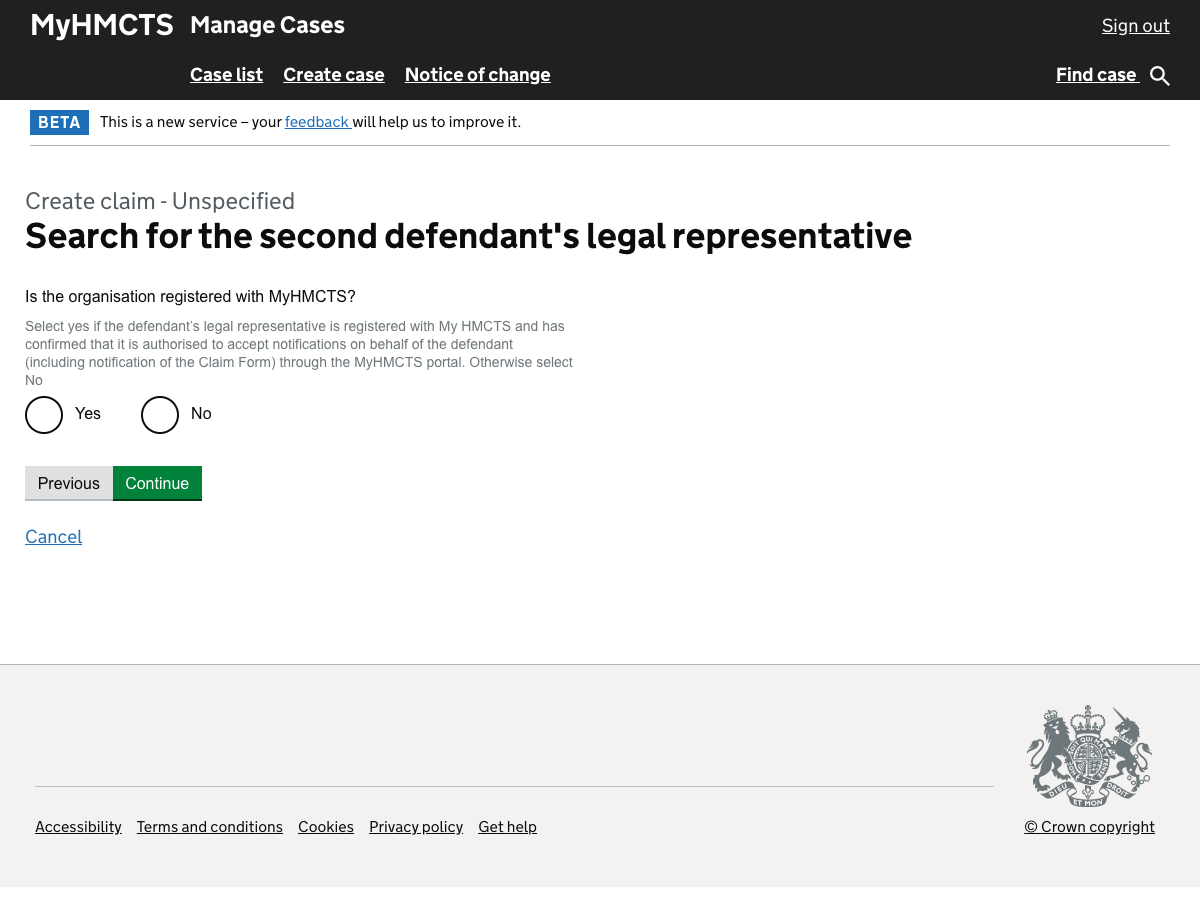 MyHMCTS Manage Cases Sign out
Case list Create case Notice of change Find case
BETA This is a new service – your feedback will help us to improve it.
Create claim - Unspecified
Search for the second defendant's legal representative
Is the organisation registered with MyHMCTS?
Select yes if the defendant’s legal representative is registered with My HMCTS and has
confirmed that it is authorised to accept notifications on behalf of the defendant
(including notification of the Claim Form) through the MyHMCTS portal. Otherwise select
No
Yes No
Previous Continue
Cancel
DIEU ET MON DROIT
Accessibility Terms and conditions Cookies Privacy policy Get help © Crown copyright